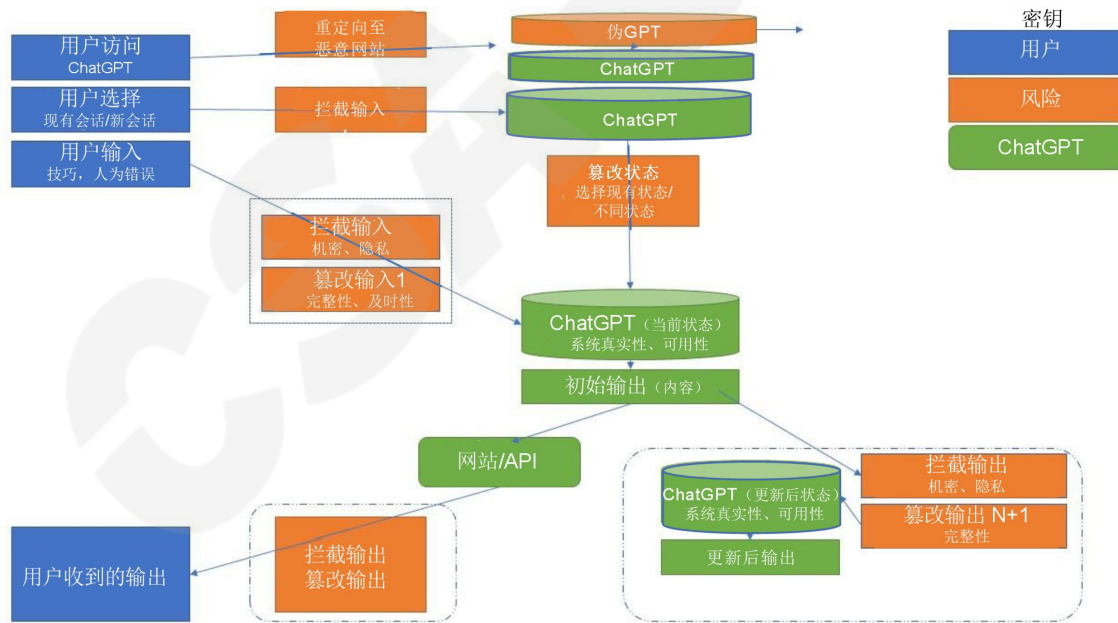 密钥
用户
风险
ChatGPT
用户访问
ChatGPT
重定向至
恶意网站
伪GPT
ChatGPT
用户选择
现有会话/新会话
拦截输入
ChatGPT
用户输入
技巧，人为错误
篡改状态
选择现有状态/
不同状态
拦截输入
机密、隐私
篡改输入1
完整性、及时性
ChatGPT（当前状态）
系统真实性、可用性
初始输出（内容）
网站/API
拦截输出
机密、隐私
ChatGPT（更新后状态）
系统真实性、可用性
篡改输出 N+1
完整性
更新后输出
用户收到的输出
拦截输出
篡改输出
CSA